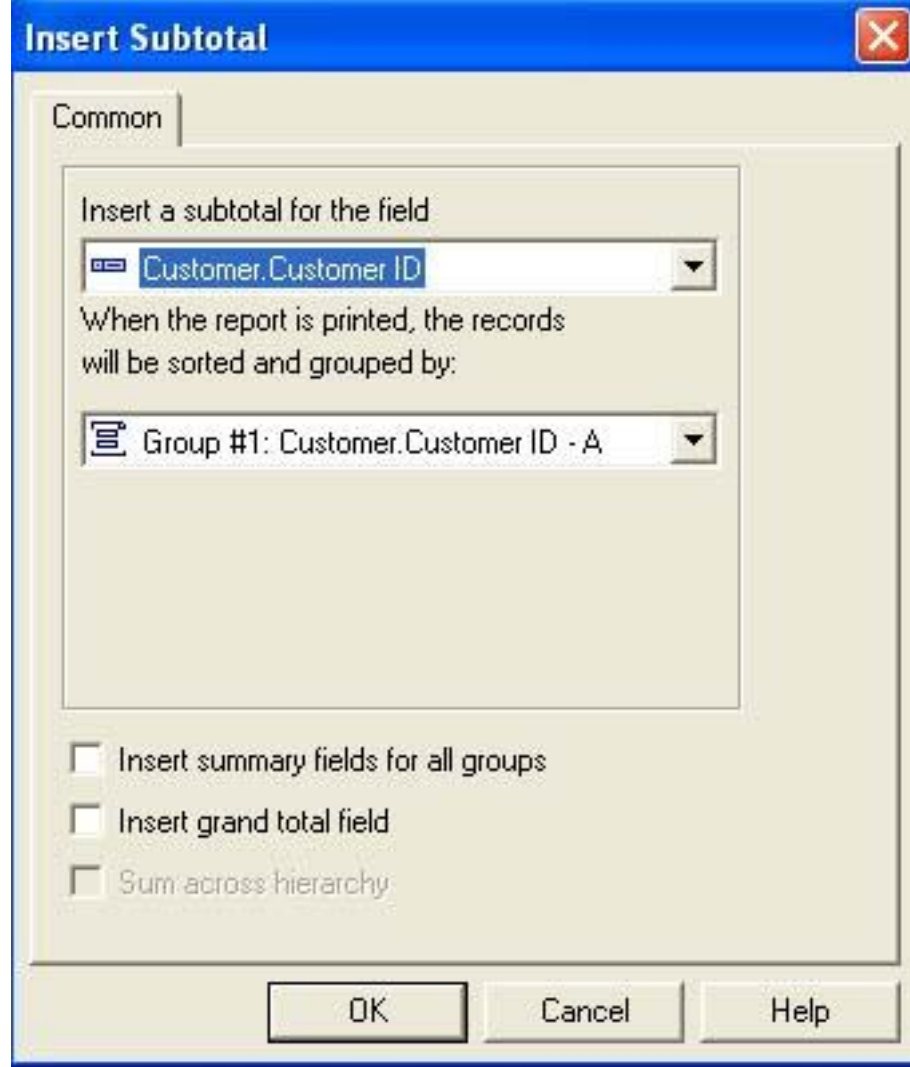 Insert Subtotal
Common
Insert a subtotal for the field
Customer.Customer ID
When the report is printed, the records
will be sorted and grouped by:
Group #1: Customer.Customer ID - A
Insert summary fields for all groups
Insert grand total field
Sum across hierarchy
OK Cancel Help